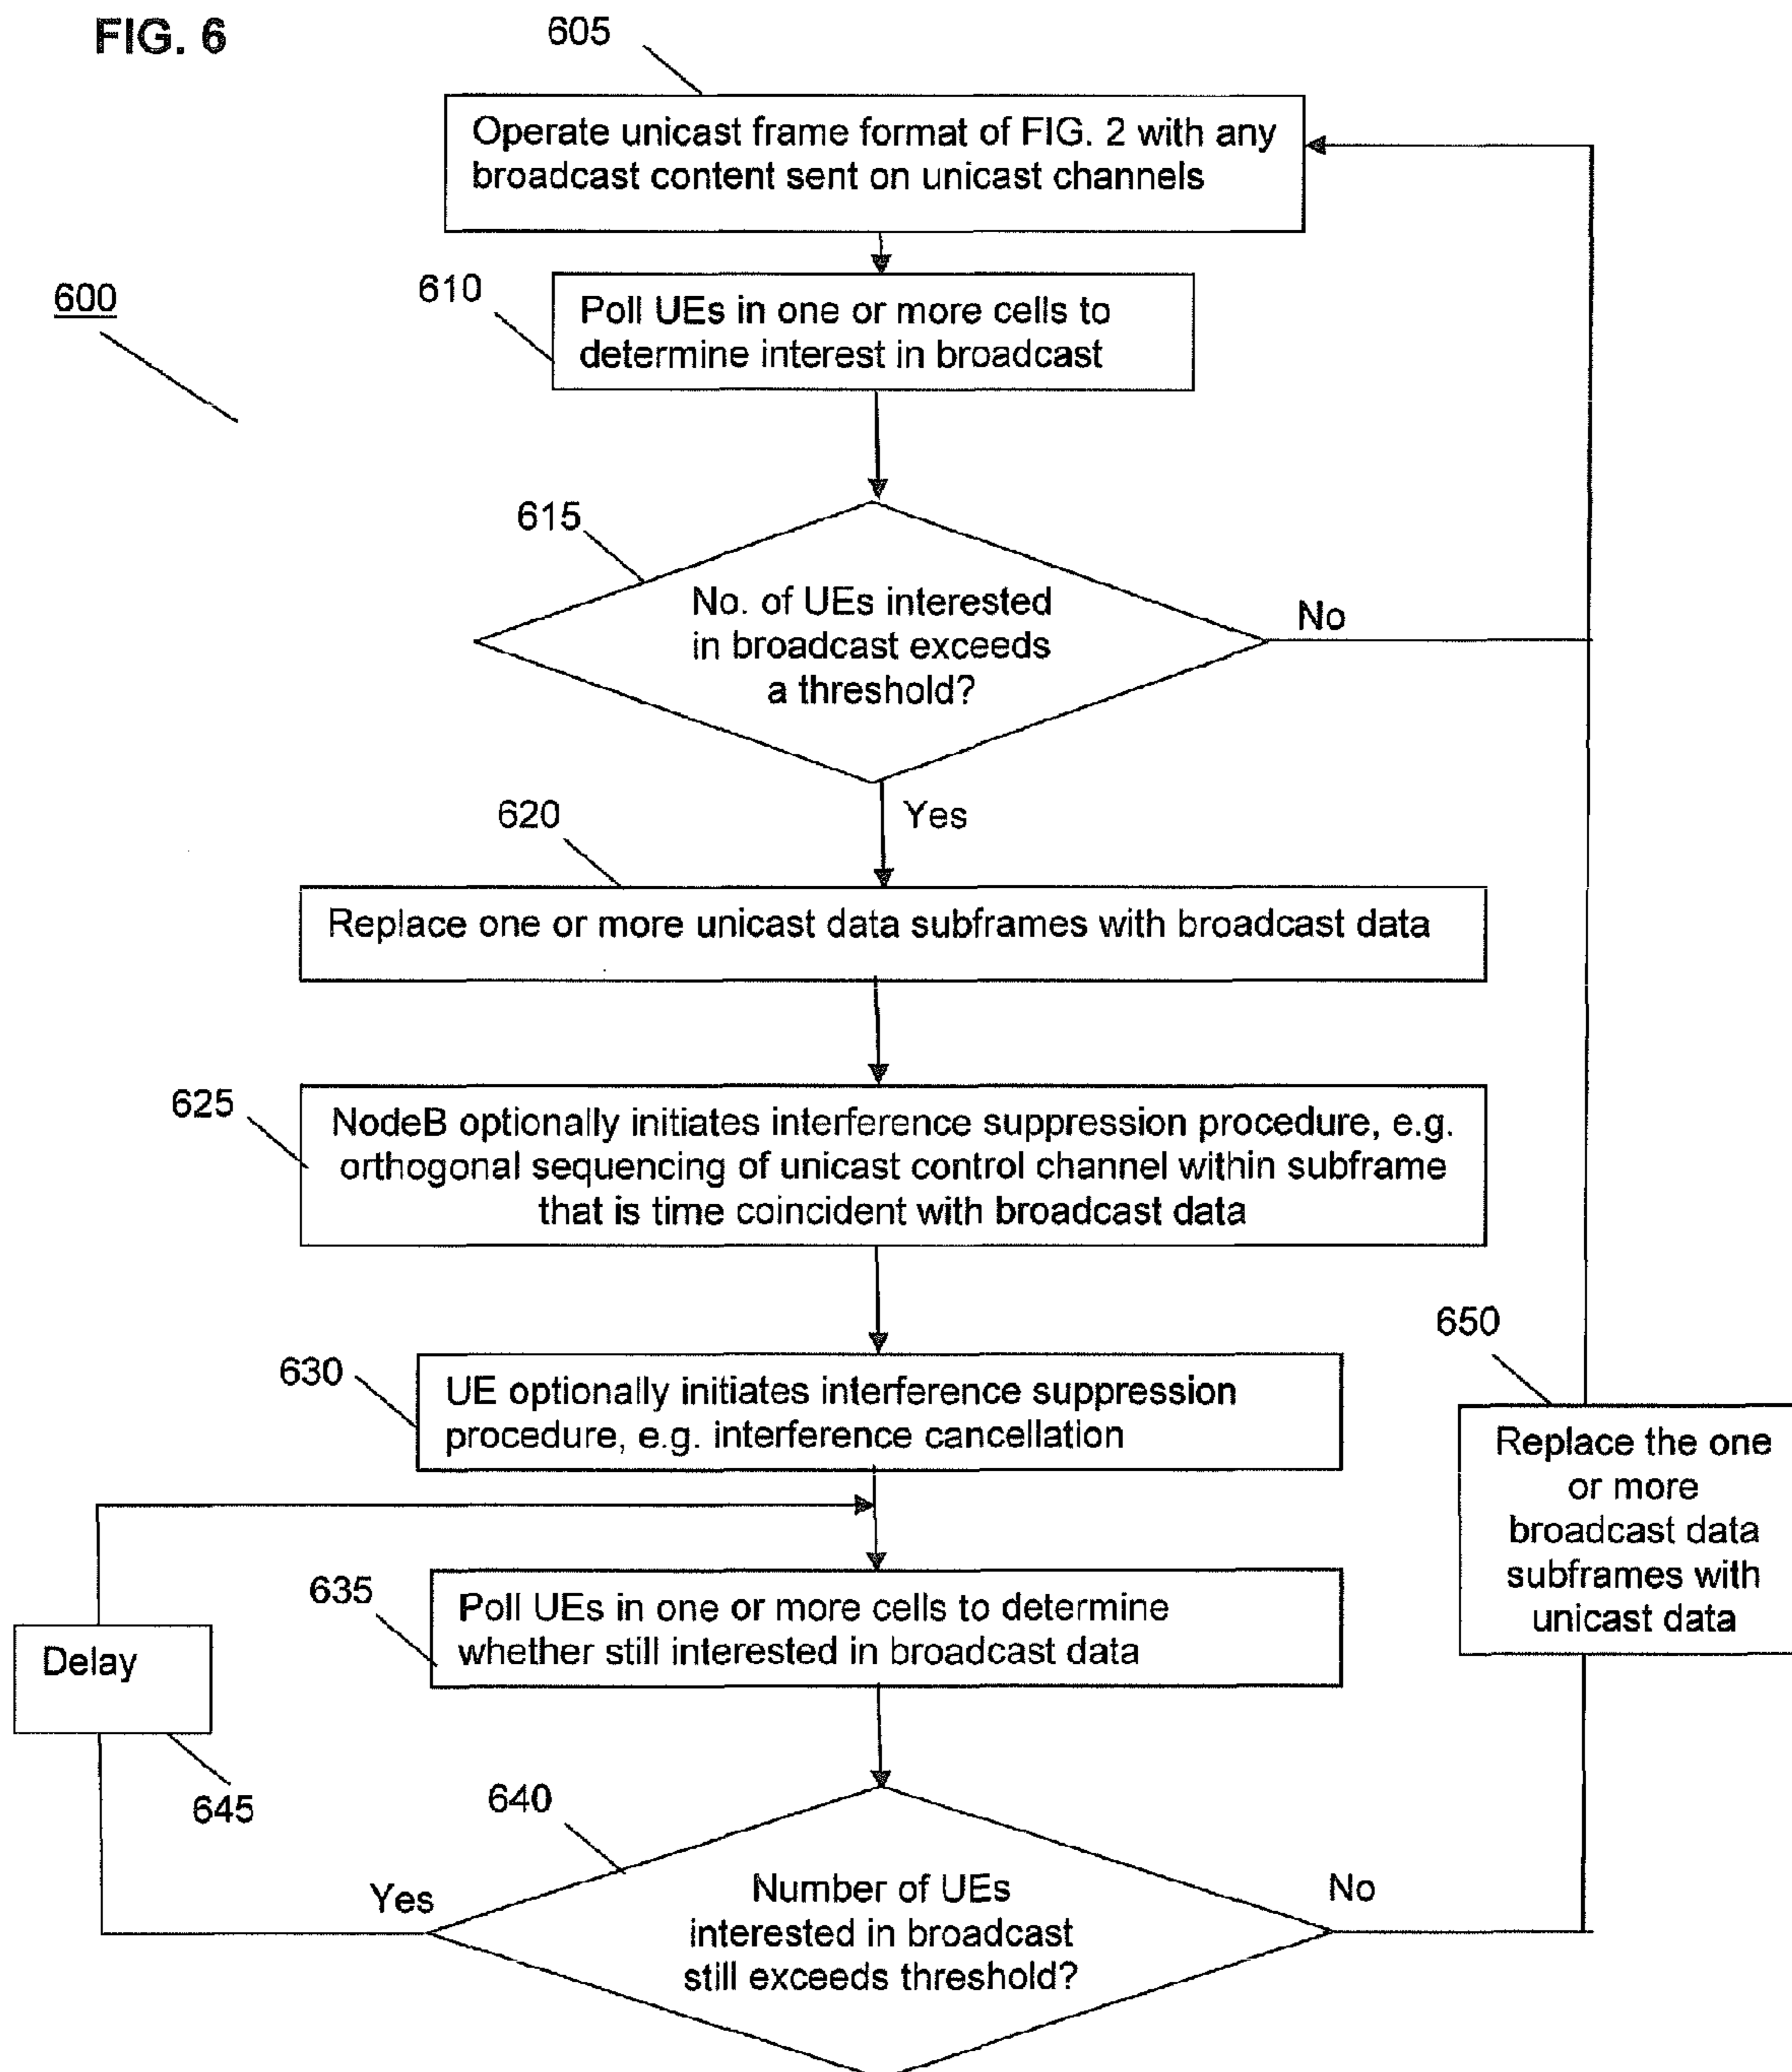 FIG. 6
605
Operate unicast frame format of FIG. 2 with any
broadcast content sent on unicast channels
600
610
Poll UEs in one or more cells to
determine interest in broadcast
615
No. of UEs interested
in broadcast exceeds
a threshold?
No
Yes
620
Replace one or more unicast data subframes with broadcast data
625
NodeB optionally initiates interference suppression procedure, e.g.
orthogonal sequencing of unicast control channel within subframe
that is time coincident with broadcast data
630
UE optionally initiates interference suppression
procedure, e.g. interference cancellation
650
Replace the one
or more
broadcast data
subframes with
unicast data
635
Poll UEs in one or more cells to determine
whether still interested in broadcast data
Delay
645
640
Yes
Number of UEs
interested in broadcast
still exceeds threshold?
No